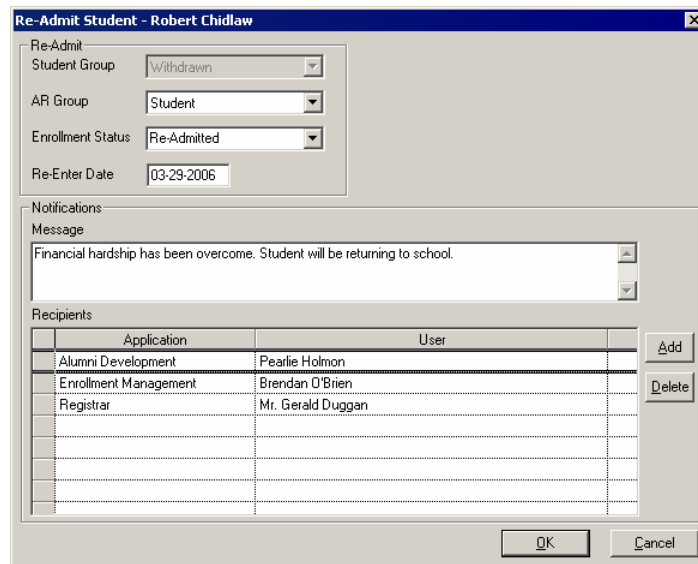 Re-Admit Student - Robert Chidlaw
Re-Admit
Student Group Withdrawn
AR Group Student
Enrollment Status Re-Admitted
Re-Enter Date 03-29-2006
Notifications
Message
Financial hardship has been overcome. Student will be returning to school.
Recipients
Application User
Alumni Development Pearlie Holmon
Enrollment Management Brendan O'Brien
Registrar Mr. Gerald Duggan
Add
Delete
OK Cancel